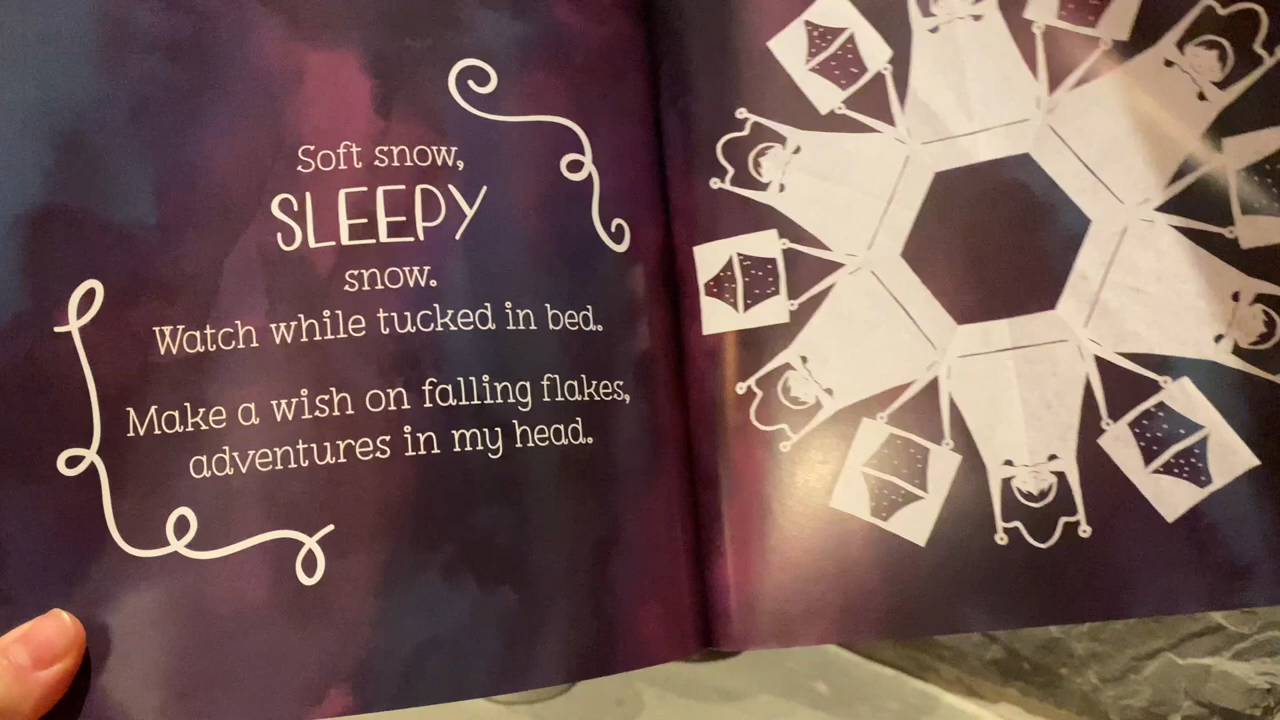 Soft snow,
SLEEPY
snow.
Watch while tucked in bed.
Make a wish on falling flakes,
adventures in my head.